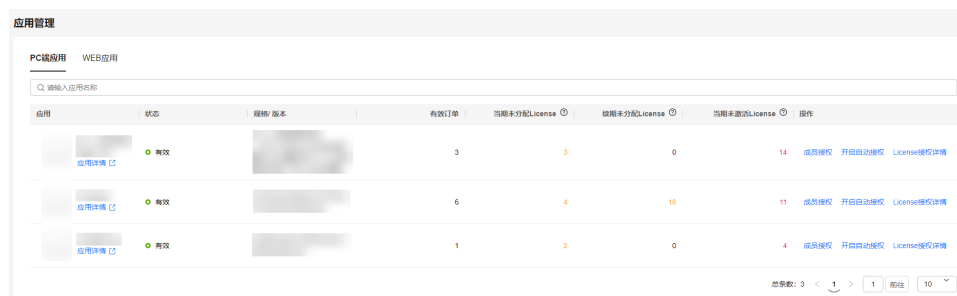 应用管理
PC端应用 WEB应用
请输入应用名称
应用 状态 规格/ 版本 有效订单 当期未分配License 续期未分配License 当期未激活License 操作
应用详情 有效 3 3 0 14 成员授权 开启自动授权 License授权详情
应用详情 有效 6 4 18 11 成员授权 开启自动授权 License授权详情
应用详情 有效 1 2 0 4 成员授权 开启自动授权 License授权详情
总条数: 3 < 1 > 1 前往 10